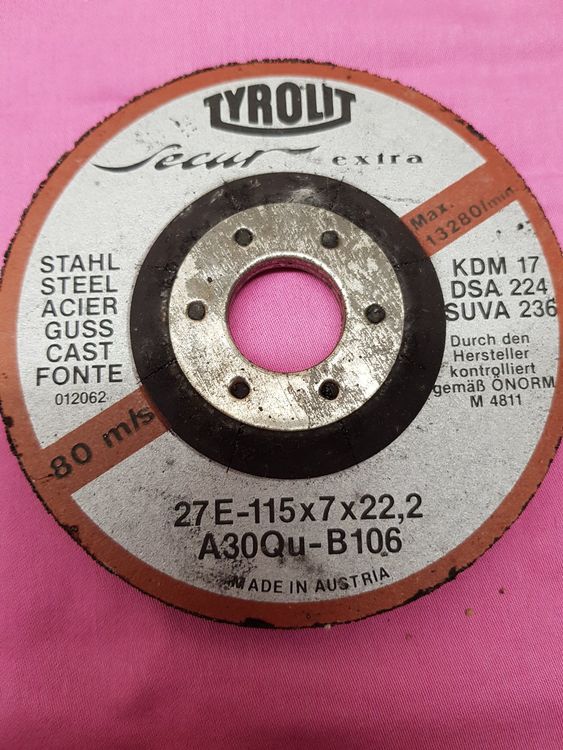 TYROLIT
Secur extra
Max.
13280/min.
STAHL
STEEL
ACIER
GUSS
CAST
FONTE
012062
KDM 17
DSA 224
SUVA 236
Durch den
Hersteller
kontrolliert
gemäß ÖNORM
M 4811
80 m/s
27E-115x7x22,2
A30Qu-B106
MADE IN AUSTRIA